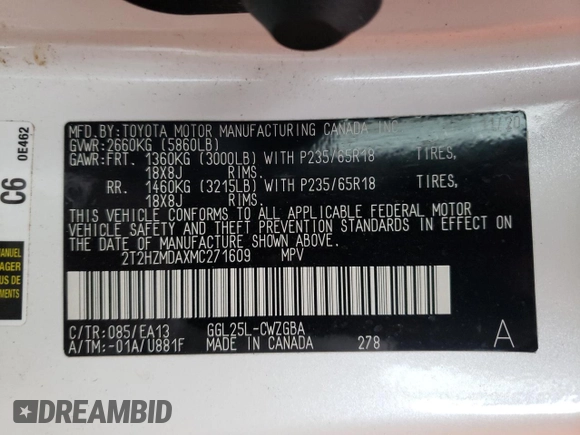 MFD.BY:TOYOTA MOTOR MANUFACTURING CANADA INC. 11/20
GVWR:2660KG (5860LB)
GAWR:FRT. 1360KG (3000LB) WITH P235/65R18 TIRES,
18X8J RIMS.
RR. 1460KG (3215LB) WITH P235/65R18 TIRES,
18X8J RIMS.
THIS VEHICLE CONFORMS TO ALL APPLICABLE FEDERAL MOTOR
VEHICLE SAFETY AND THEFT PREVENTION STANDARDS IN EFFECT ON
THE DATE OF MANUFACTURE SHOWN ABOVE.
2T2HZMDAXMC271609 MPV
C/TR:085/EA13 GGL25L-CWZGBA
A/TM:-01A/U881F MADE IN CANADA 278 A
C6
0E462
DREAMBID